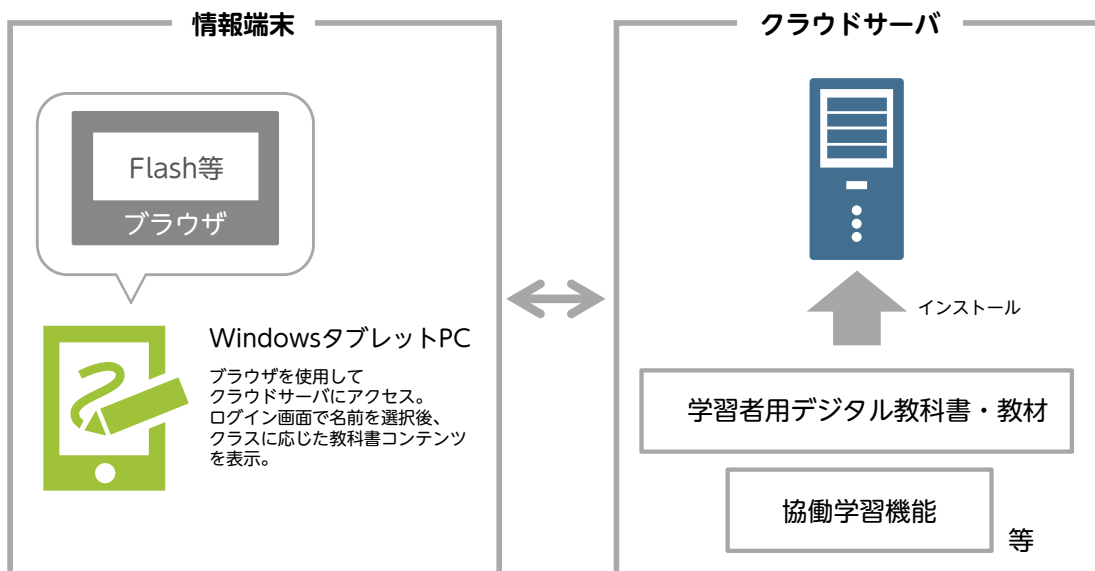 情報端末
Flash等
ブラウザ
WindowsタブレットPC
ブラウザを使用して
クラウドサーバにアクセス。
ログイン画面で名前を選択後、
クラスに応じた教科書コンテンツ
を表示。
クラウドサーバ
インストール
学習者用デジタル教科書・教材
協働学習機能
等